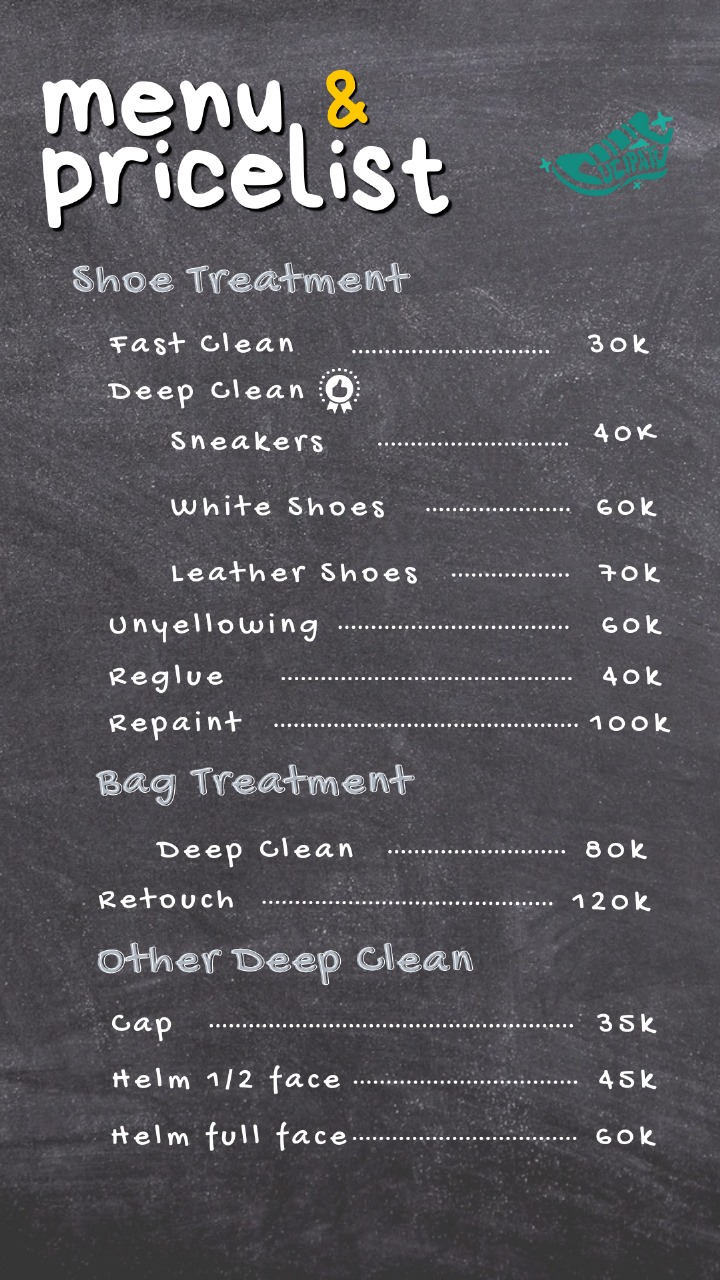 menu &
pricelist
Shoe Treatment
Fast Clean ........................ 30k
Deep Clean
Sneakers ........................ 40k
White Shoes ........................ 60k
Leather Shoes ........................ 70k
Unyellowing ........................ 60k
Reglue ........................ 40k
Repaint ........................ 100k
Bag Treatment
Deep Clean ........................ 80k
Retouch ........................ 120k
Other Deep Clean
Cap ........................ 35k
Helm 1/2 face ........................ 45k
Helm full face ........................ 60k